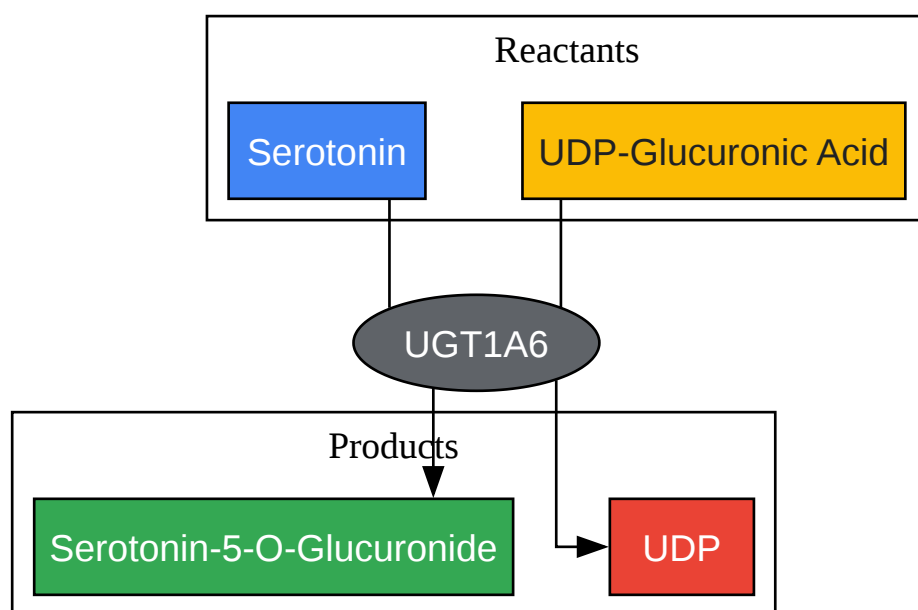 Reactants
Serotonin
UDP-Glucuronic Acid
UGT1A6
Products
Serotonin-5-O-Glucuronide
UDP